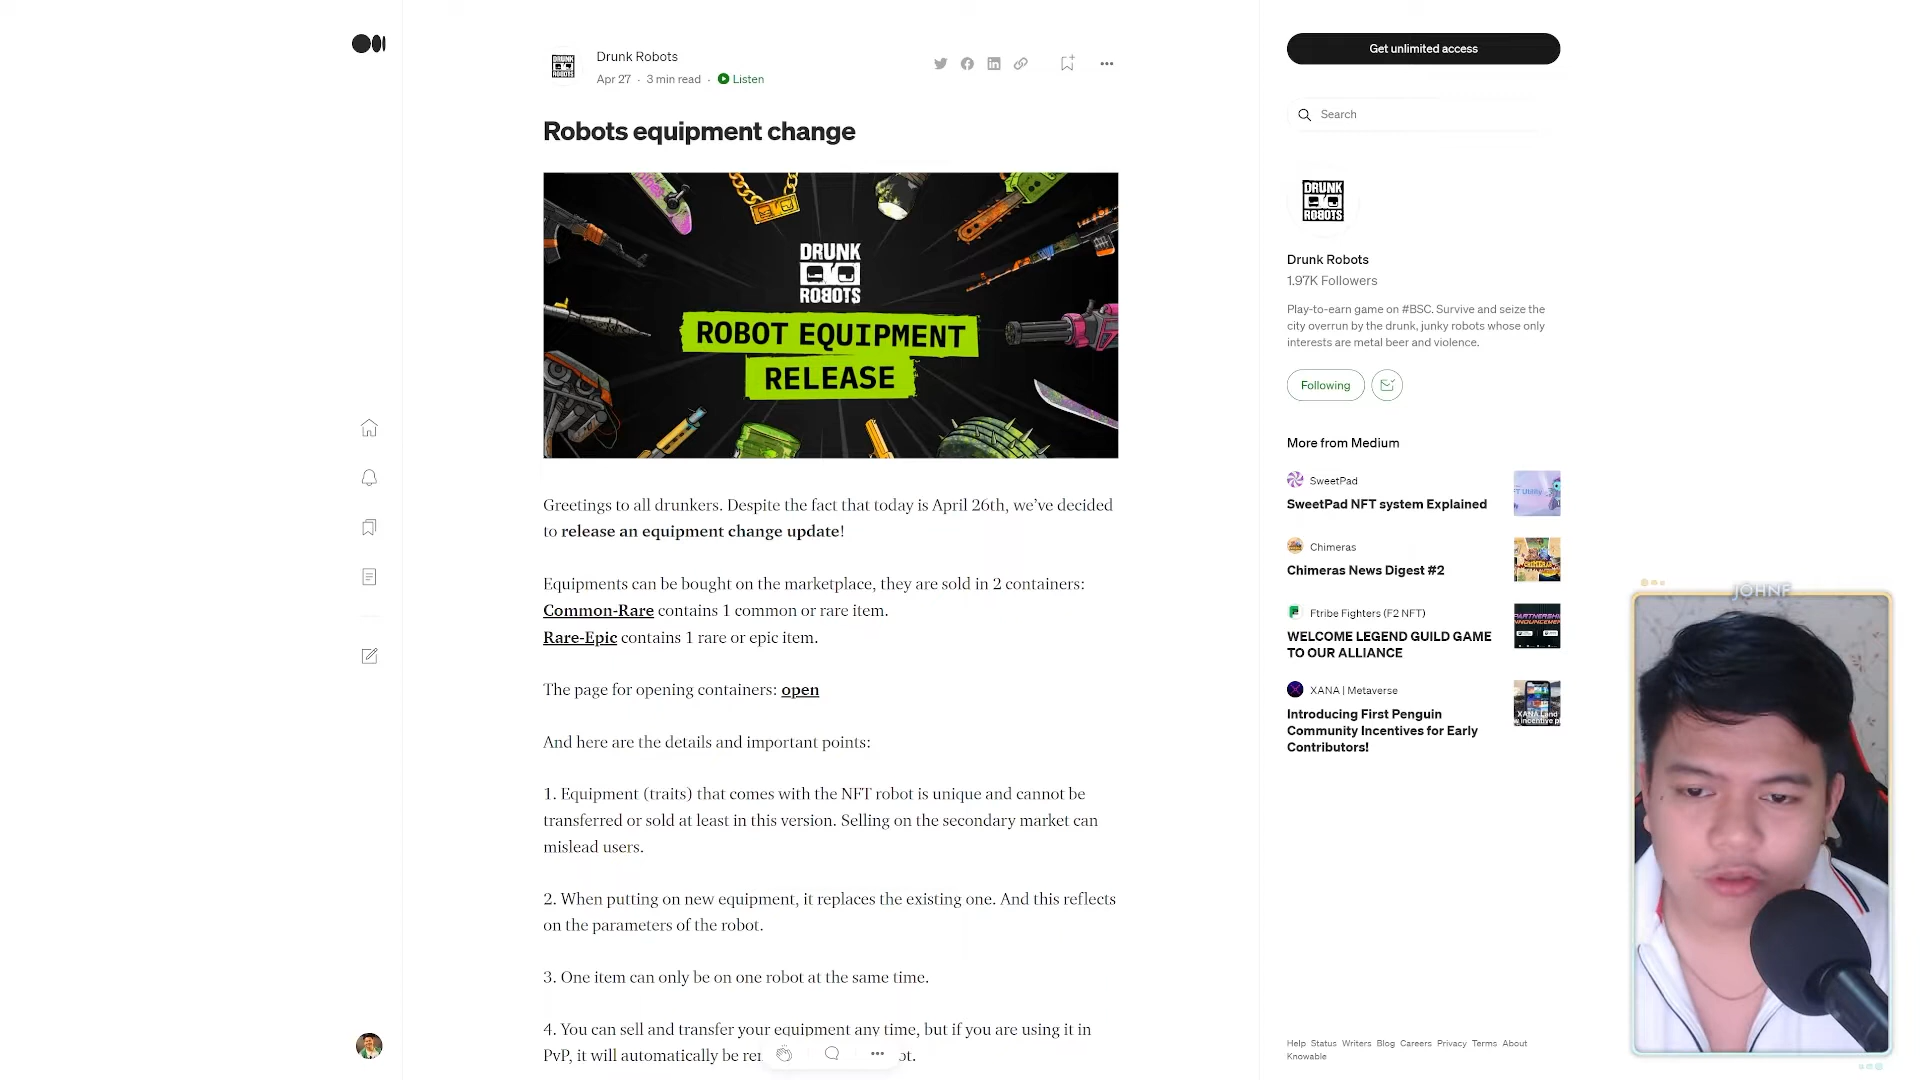 Drunk Robots
Apr 27 · 3 min read · Listen
Robots equipment change
DRUNK
ROBOTS
ROBOT EQUIPMENT
RELEASE
Greetings to all drunkers. Despite the fact that today is April 26th, we've decided
to release an equipment change update!
Equipments can be bought on the marketplace, they are sold in 2 containers:
Common-Rare contains 1 common or rare item.
Rare-Epic contains 1 rare or epic item.
The page for opening containers: open
And here are the details and important points:
1. Equipment (traits) that comes with the NFT robot is unique and cannot be
transferred or sold at least in this version. Selling on the secondary market can
mislead users.
2. When putting on new equipment, it replaces the existing one. And this reflects
on the parameters of the robot.
3. One item can only be on one robot at the same time.
4. You can sell and transfer your equipment any time, but if you are using it in
PvP, it will automatically be
Get unlimited access
Search
DRUNK
ROBOTS
Drunk Robots
1.97K Followers
Play-to-earn game on #BSC. Survive and seize the
city overrun by the drunk, junky robots whose only
interests are metal beer and violence.
Following
More from Medium
SweetPad
SweetPad NFT system Explained
Chimeras
Chimeras News Digest #2
Ftribe Fighters (F2 NFT)
WELCOME LEGEND GUILD GAME
TO OUR ALLIANCE
XANA | Metaverse
Introducing First Penguin
Community Incentives for Early
Contributors!
JOHNF
Help Status Writers Blog Careers Privacy Terms About
Knowable